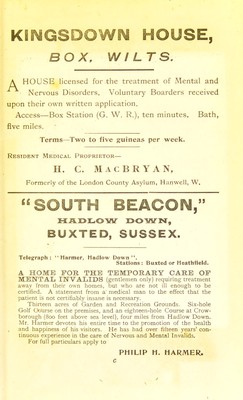 KINGSDOWN HOUSE,
BOX, WILTS.
A HOUSE licensed for the treatment of Mental and
Nervous Disorders. Voluntary Boarders received
upon their own written application.
Access—Box Station (G. W. R.), ten minutes. Bath,
five miles.
Terms—Two to five guineas per week.
RESIDENT MEDICAL PROPRIETOR—
H. C. MACBRYAN,
Formerly of the London County Asylum, Hanwell, W.
"SOUTH BEACON,"
HADLOW DOWN,
BUXTED, SUSSEX.
Telegraph: "Harmer, Hadlow Down".
Stations: Buxted or Heathfield.
A HOME FOR THE TEMPORARY CARE OF
MENTAL INVALIDS (gentlemen only) requiring treatment
away from their own homes, but who are not ill enough to be
certified. A statement from a medical man to the effect that the
patient is not certifiably insane is necessary.
Thirteen acres of Garden and Recreation Grounds. Six-hole
Golf Course on the premises, and an eighteen-hole Course at Crow-
borough (800 feet above sea level), four miles from Hadlow Down.
Mr. Harmer devotes his entire time to the promotion of the health
and happiness of his visitors. He has had over fifteen years' con-
tinuous experience in the care of Nervous and Mental Invalids.
For full particulars apply to
PHILIP H. HARMER.
c